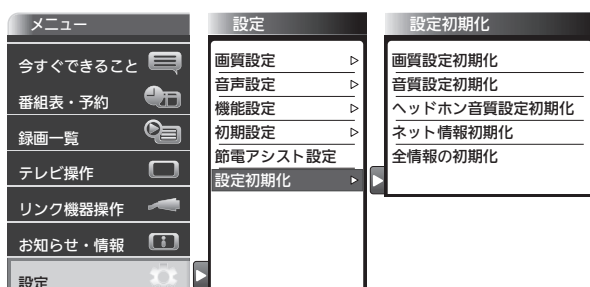 メニュー
今すぐできること
番組表・予約
録画一覧
テレビ操作
リンク機器操作
お知らせ・情報
設定
設定
画質設定
音声設定
機能設定
初期設定
節電アシスト設定
設定初期化
設定初期化
画質設定初期化
音質設定初期化
ヘッドホン音質設定初期化
ネット情報初期化
全情報の初期化